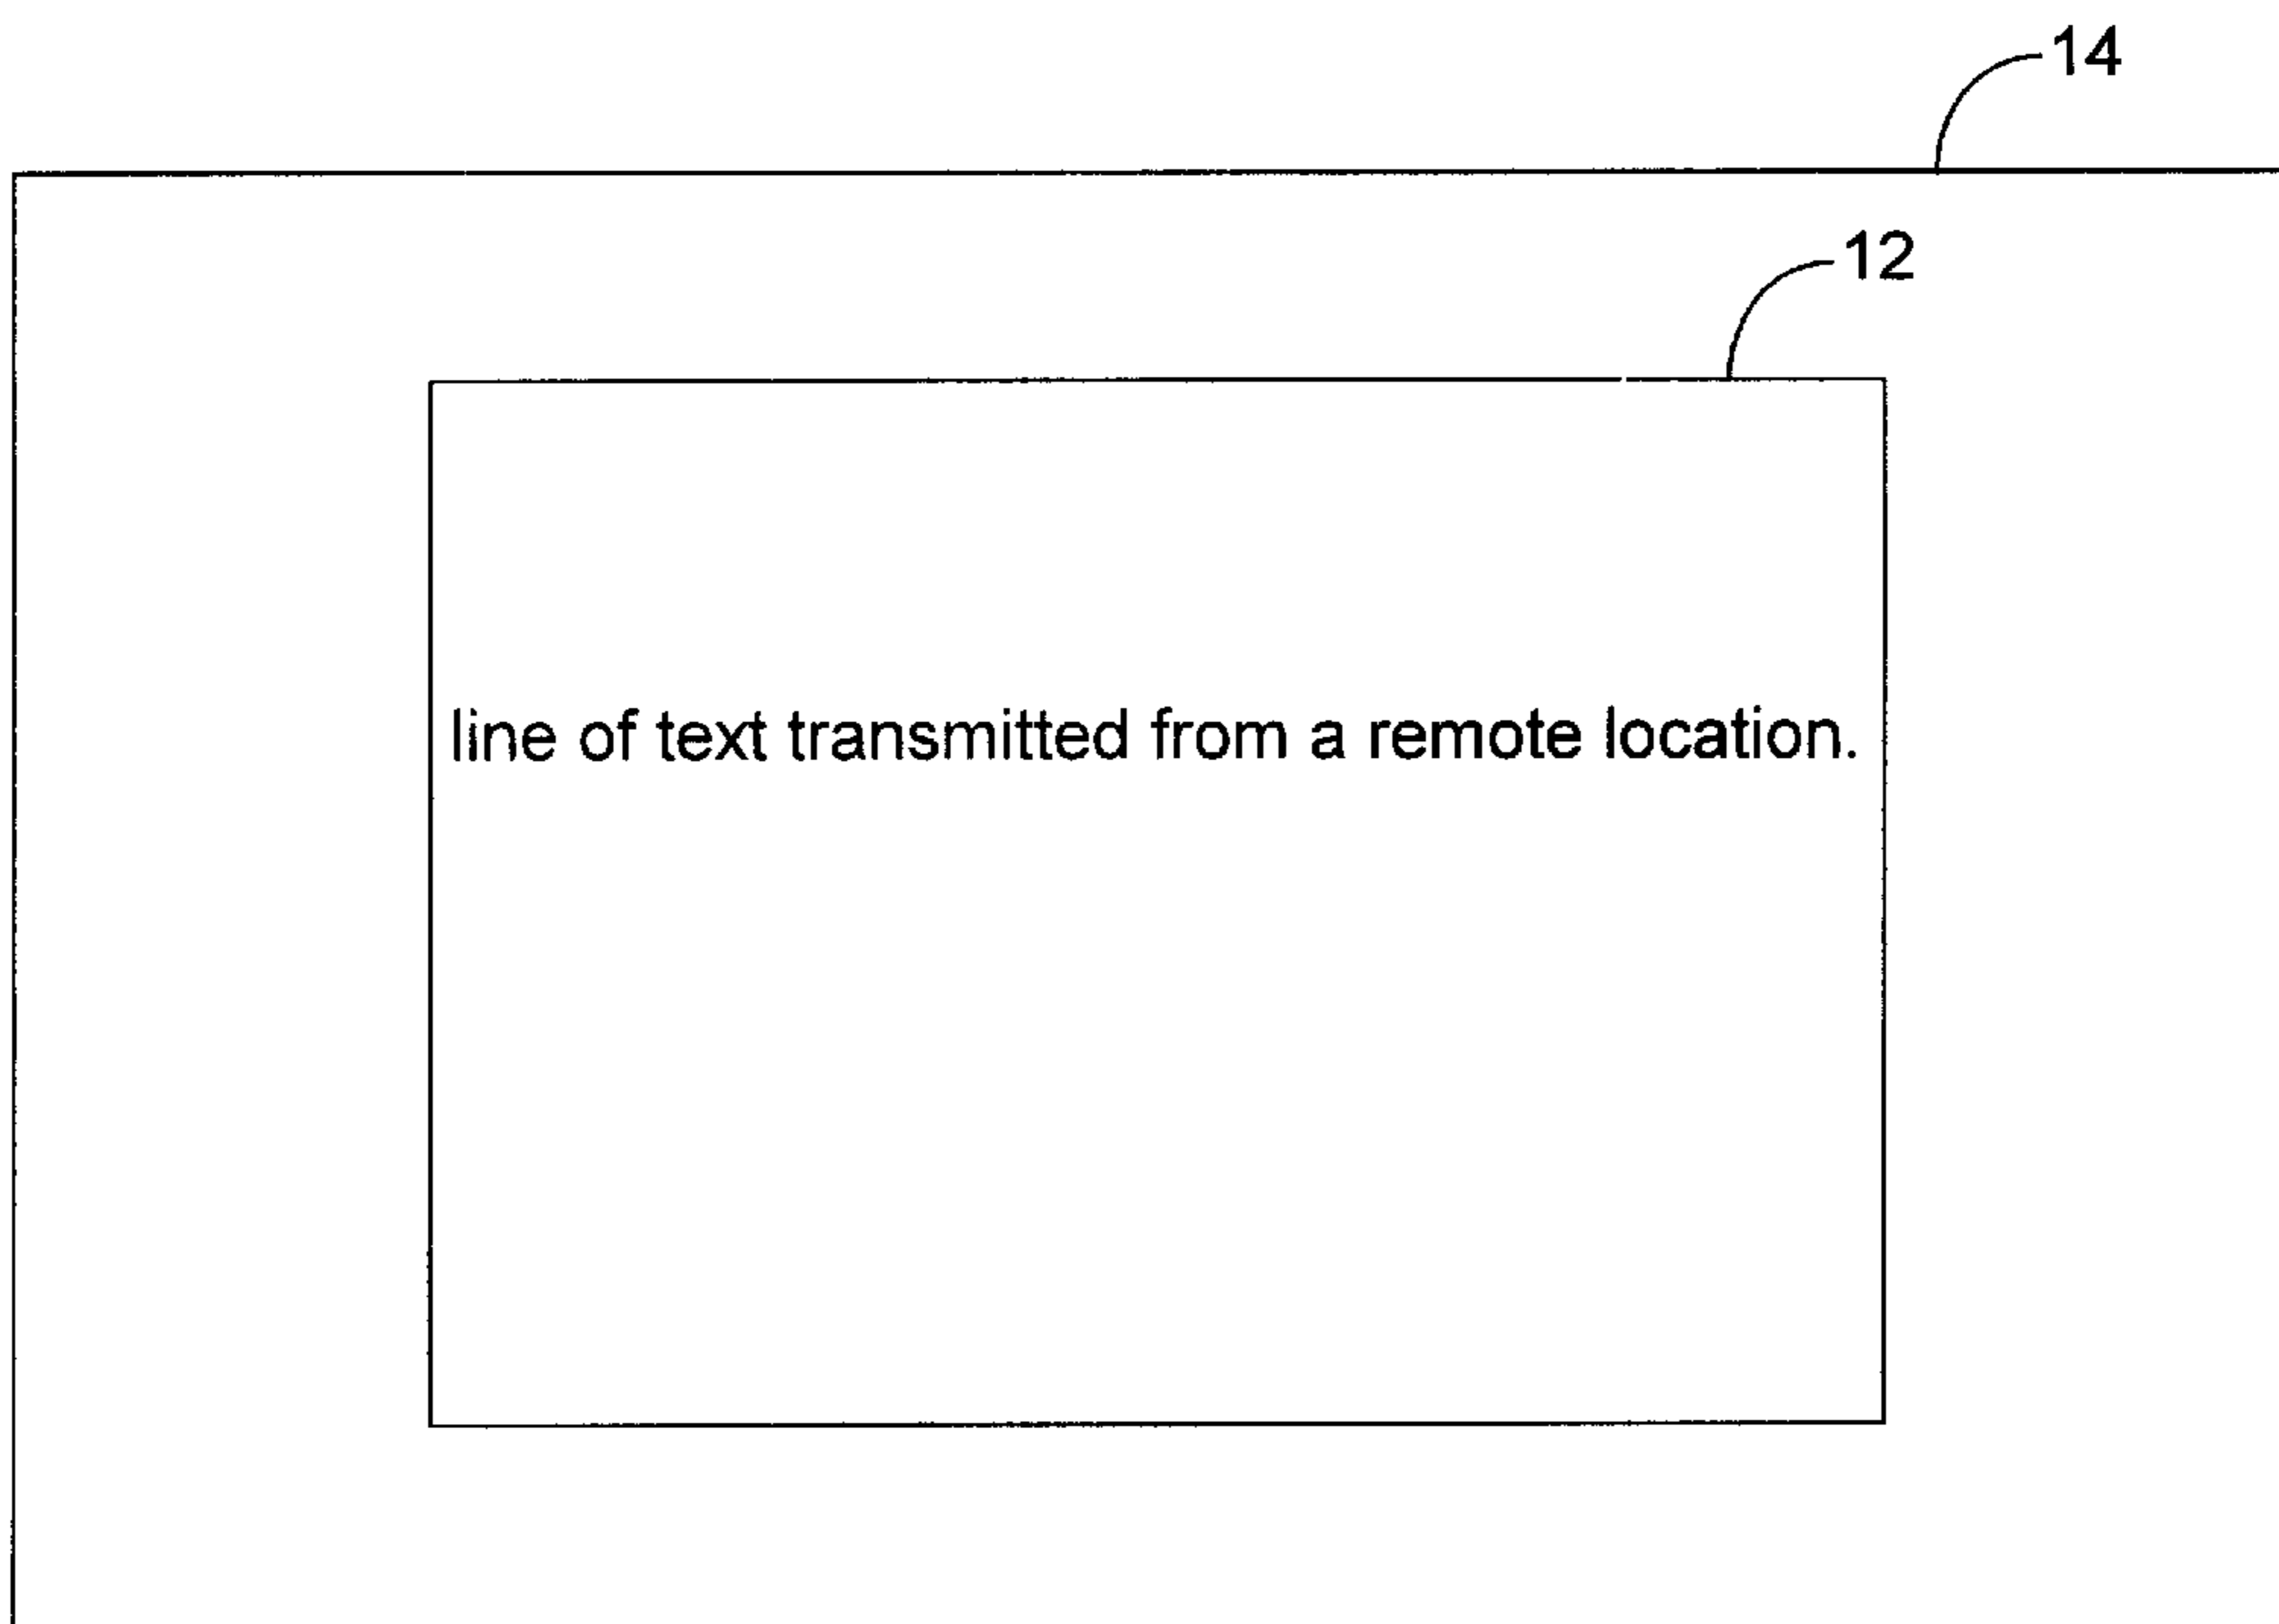 14
12
line of text transmitted from a remote location.